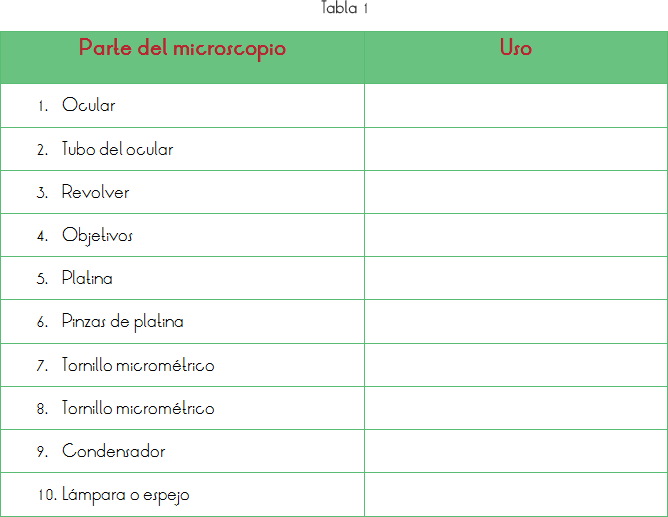 Tabla 1
Parte del microscopio Uso
1. Ocular
2. Tubo del ocular
3. Revolver
4. Objetivos
5. Platina
6. Pinzas de platina
7. Tornillo micrométrico
8. Tornillo micrométrico
9. Condensador
10. Lámpara o espejo